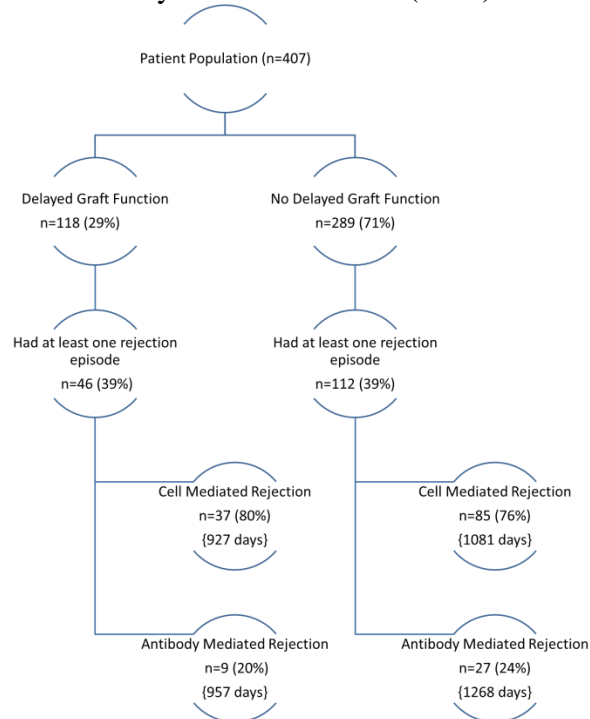 Patient Population (n=407)
Delayed Graft Function
n=118 (29%)
No Delayed Graft Function
n=289 (71%)
Had at least one rejection
episode
n=46 (39%)
Had at least one rejection
episode
n=112 (39%)
Cell Mediated Rejection
n=37 (80%)
{927 days}
Cell Mediated Rejection
n=85 (76%)
{1081 days}
Antibody Mediated Rejection
n=9 (20%)
{957 days}
Antibody Mediated Rejection
n=27 (24%)
{1268 days}